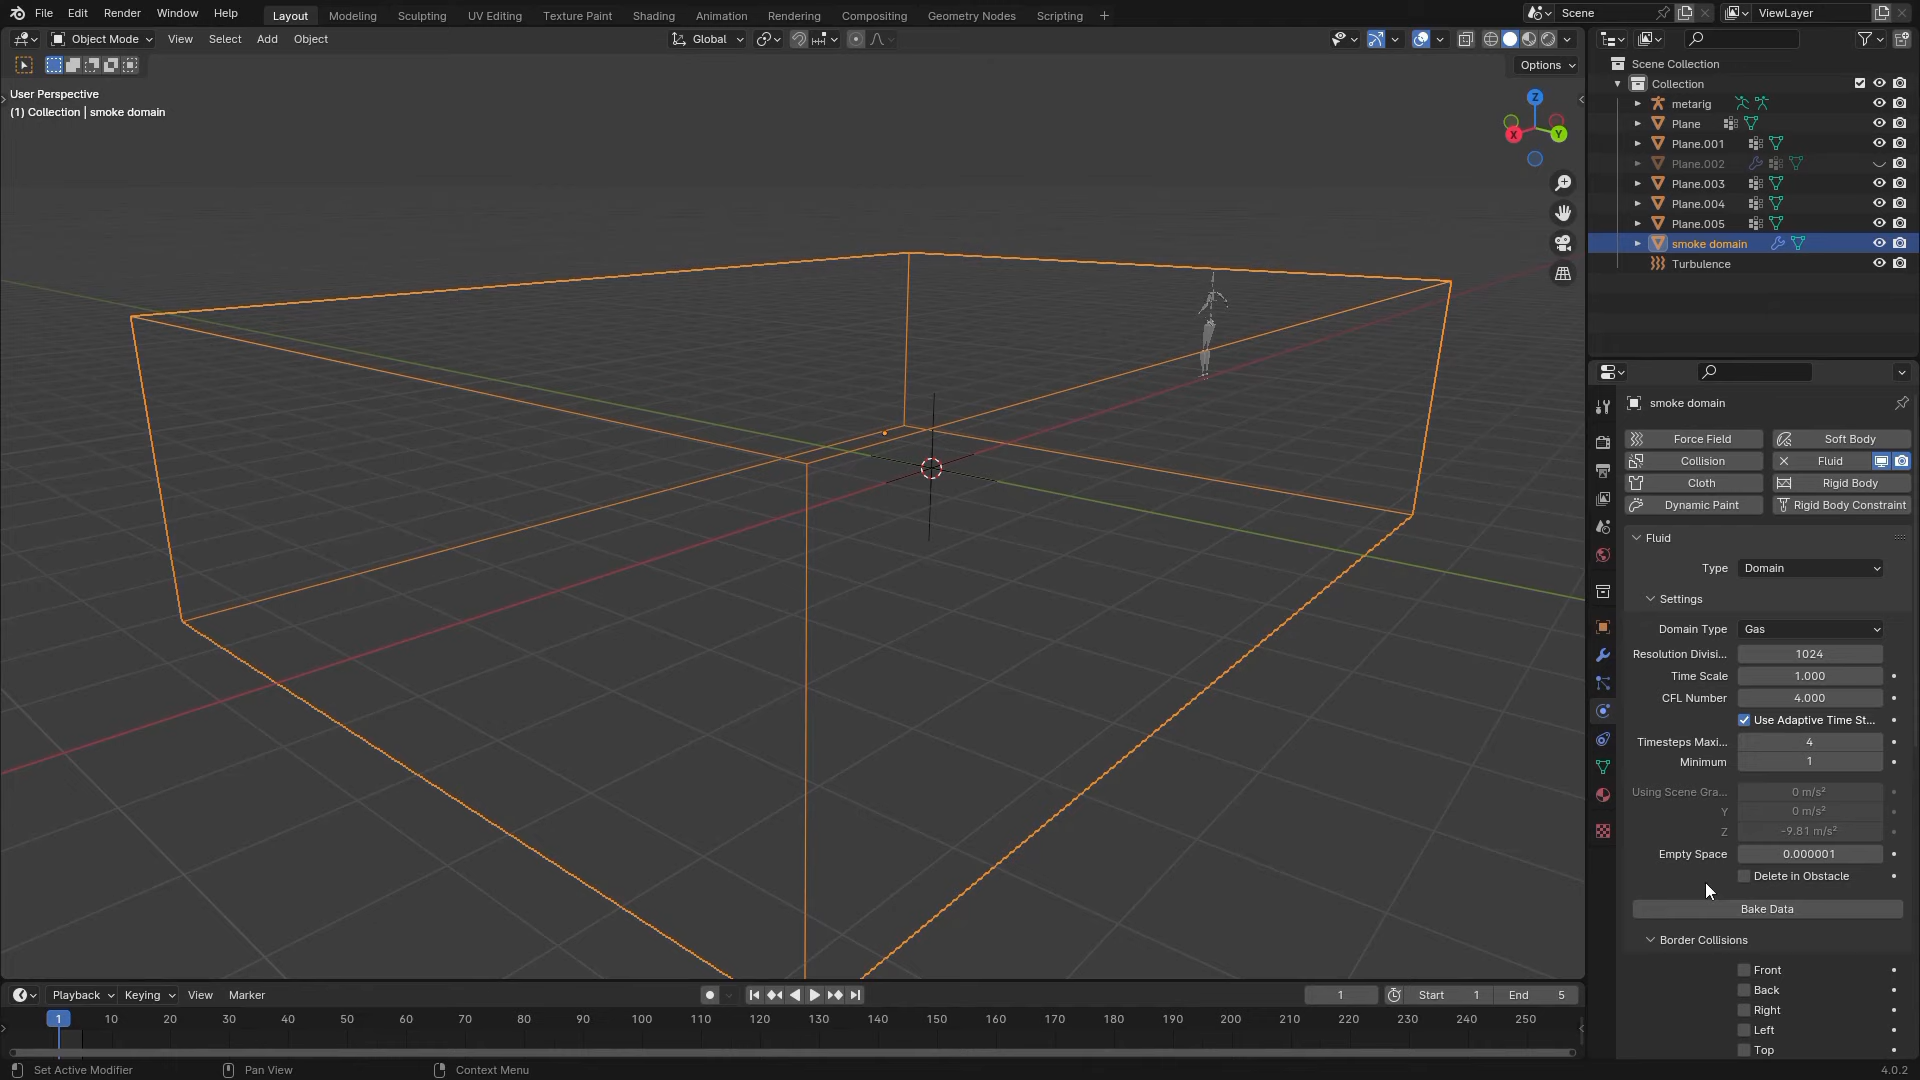 File Edit Render Window Help Layout Modeling Sculpting UV Editing Texture Paint Shading Animation Rendering Compositing Geometry Nodes Scripting + Scene ViewLayer
Object Mode View Select Add Object Global
Options
User Perspective
(1) Collection | smoke domain
Z
X Y
Scene Collection
Collection
metarig
Plane
Plane.001
Plane.002
Plane.003
Plane.004
Plane.005
smoke domain
Turbulence
smoke domain
Force Field Soft Body
Collision Fluid
Cloth Rigid Body
Dynamic Paint Rigid Body Constraint
Fluid
Type Domain
Settings
Domain Type Gas
Resolution Divisi... 1024
Time Scale 1.000
CFL Number 4.000
Use Adaptive Time St...
Timesteps Maxi... 4
Minimum 1
Using Scene Gra... 0 m/s²
Y 0 m/s²
Z -9.81 m/s²
Empty Space 0.000001
Delete in Obstacle
Bake Data
Border Collisions
Front
Back
Right
Left
Top
Playback Keying View Marker 1 Start 1 End 5
1 10 20 30 40 50 60 70 80 90 100 110 120 130 140 150 160 170 180 190 200 210 220 230 240 250
Set Active Modifier Pan View Context Menu 4.0.2